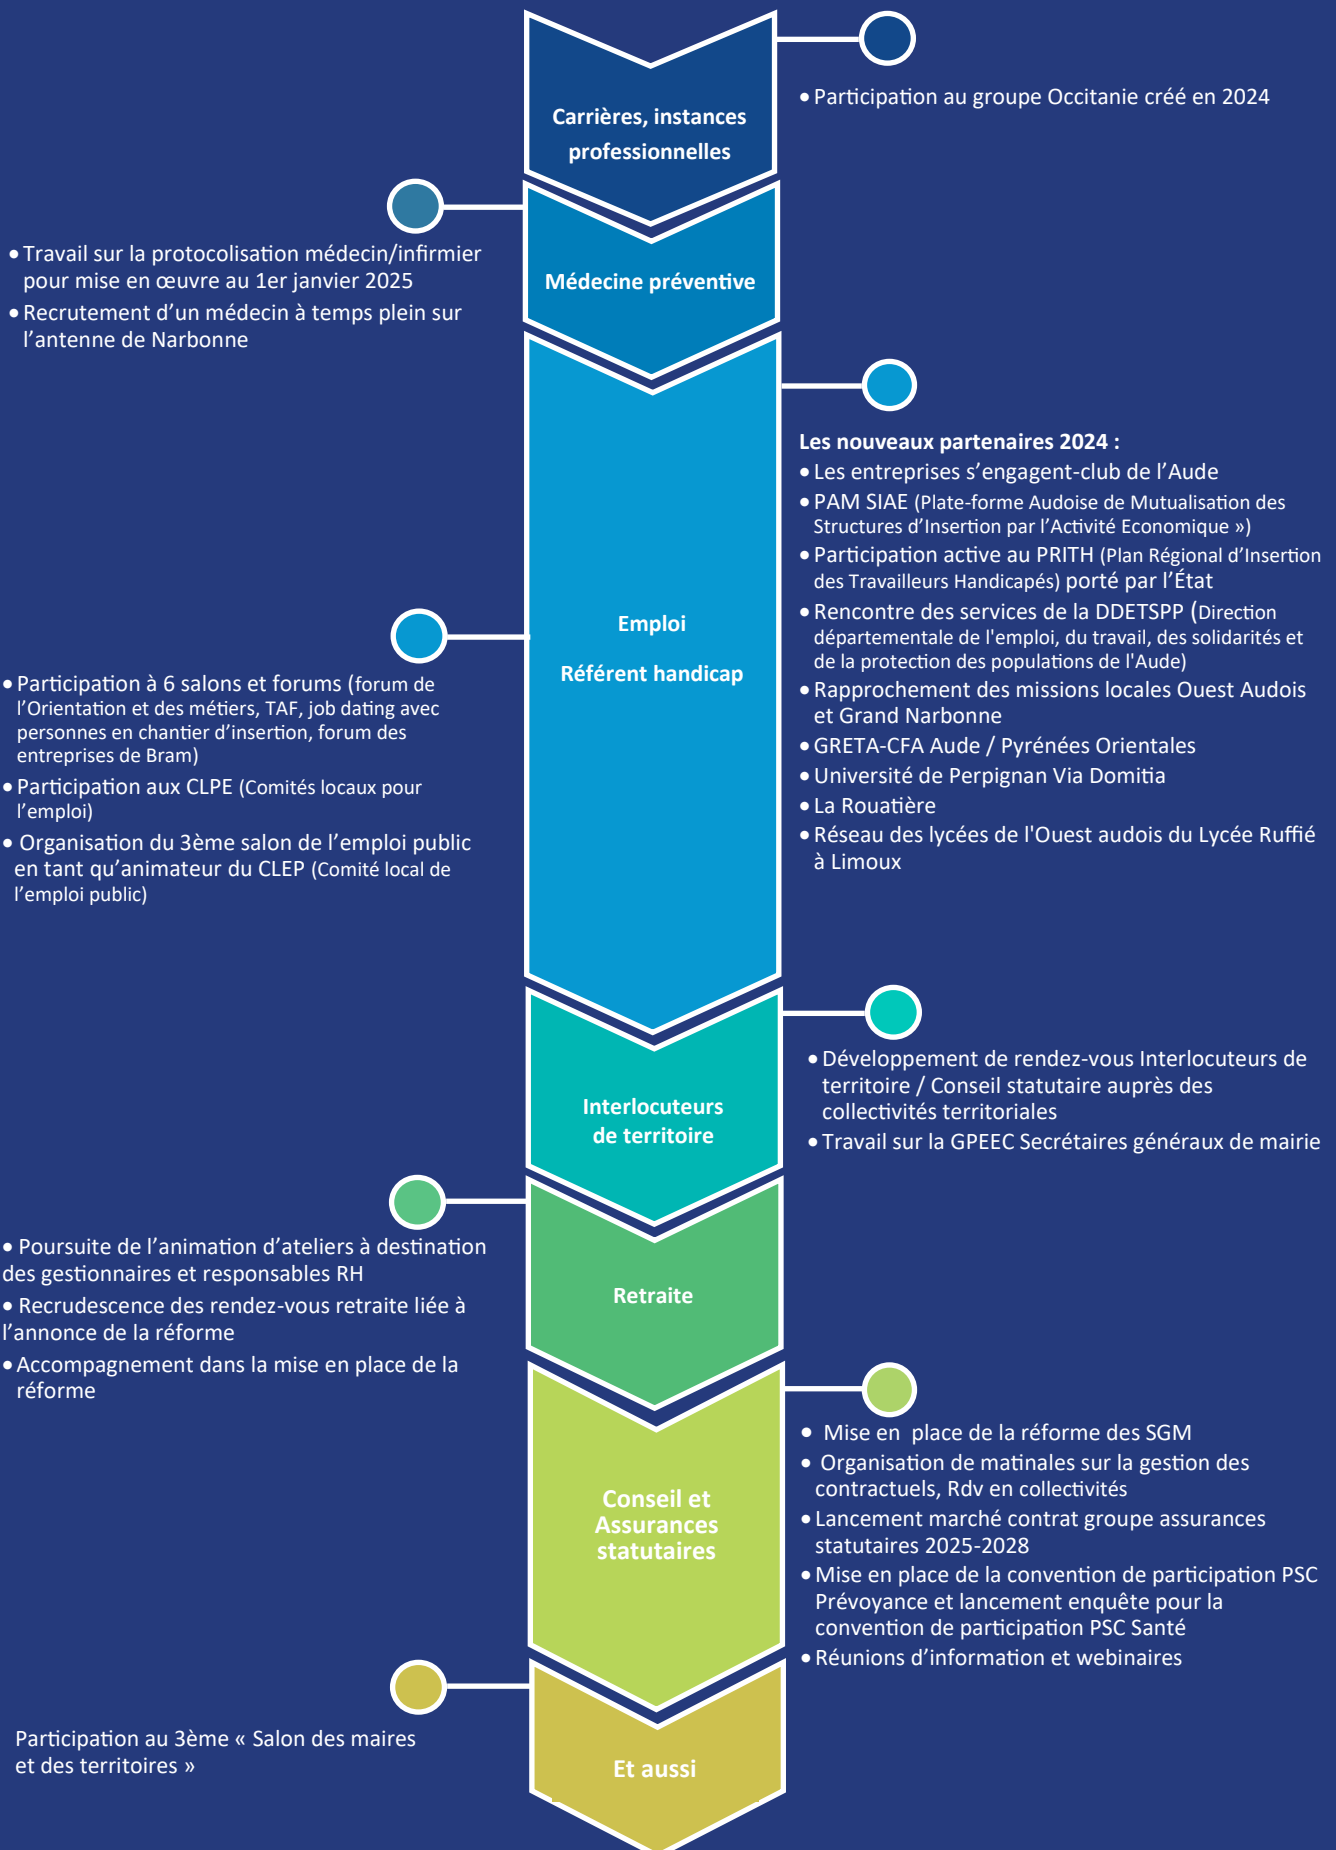 Carrières, instances
professionnelles
• Participation au groupe Occitanie créé en 2024
Médecine préventive
• Travail sur la protocolisation médecin/infirmier
pour mise en œuvre au 1er janvier 2025
• Recrutement d’un médecin à temps plein sur
l’antenne de Narbonne
Emploi
Référent handicap
Les nouveaux partenaires 2024 :
• Les entreprises s’engagent-club de l’Aude
• PAM SIAE (Plate-forme Audoise de Mutualisation des
Structures d’Insertion par l’Activité Economique »)
• Participation active au PRITH (Plan Régional d’Insertion
des Travailleurs Handicapés) porté par l’État
• Rencontre des services de la DDETSPP (Direction
départementale de l'emploi, du travail, des solidarités et
de la protection des populations de l'Aude)
• Rapprochement des missions locales Ouest Audois
et Grand Narbonne
• GRETA-CFA Aude / Pyrénées Orientales
• Université de Perpignan Via Domitia
• La Rouatière
• Réseau des lycées de l'Ouest audois du Lycée Ruffié
à Limoux
• Participation à 6 salons et forums (forum de
l’Orientation et des métiers, TAF, job dating avec
personnes en chantier d’insertion, forum des
entreprises de Bram)
• Participation aux CLPE (Comités locaux pour
l’emploi)
• Organisation du 3ème salon de l’emploi public
en tant qu’animateur du CLEP (Comité local de
l’emploi public)
Interlocuteurs
de territoire
• Développement de rendez-vous Interlocuteurs de
territoire / Conseil statutaire auprès des
collectivités territoriales
• Travail sur la GPEEC Secrétaires généraux de mairie
Retraite
• Poursuite de l’animation d’ateliers à destination
des gestionnaires et responsables RH
• Recrudescence des rendez-vous retraite liée à
l’annonce de la réforme
• Accompagnement dans la mise en place de la
réforme
Conseil et
Assurances
statutaires
• Mise en place de la réforme des SGM
• Organisation de matinales sur la gestion des
contractuels, Rdv en collectivités
• Lancement marché contrat groupe assurances
statutaires 2025-2028
• Mise en place de la convention de participation PSC
Prévoyance et lancement enquête pour la
convention de participation PSC Santé
• Réunions d’information et webinaires
Et aussi
Participation au 3ème « Salon des maires
et des territoires »